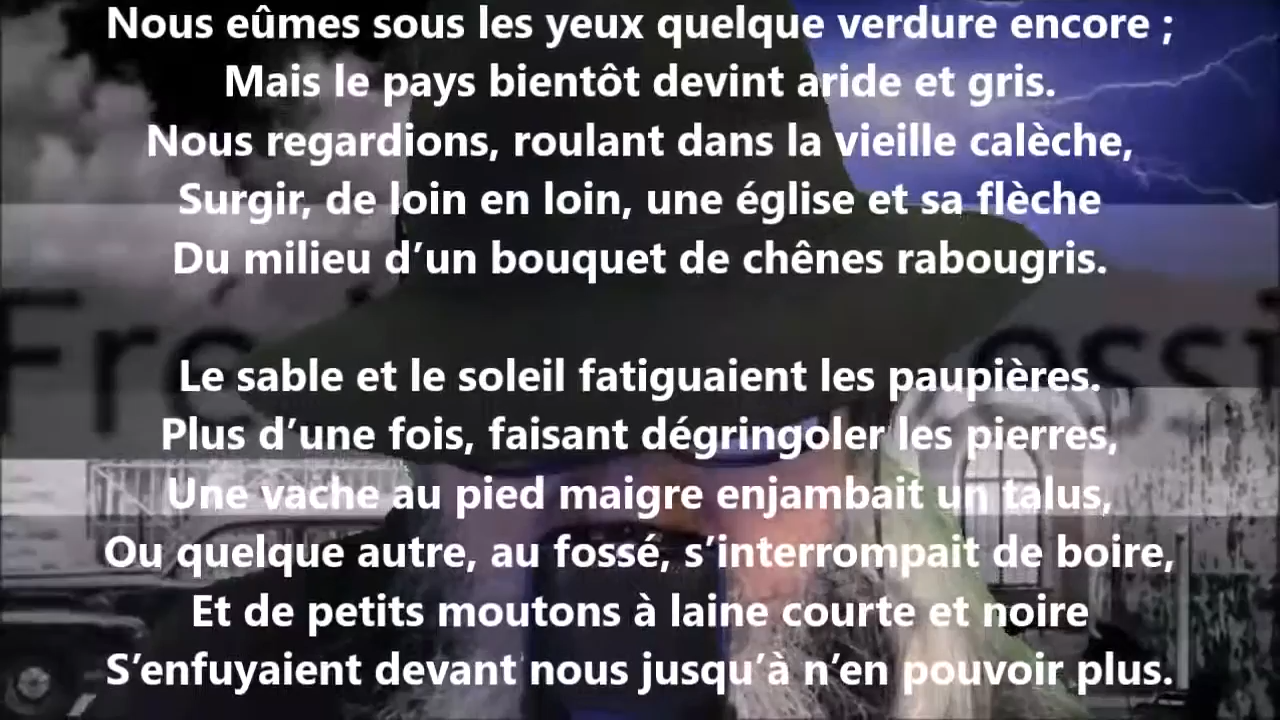 Nous eûmes sous les yeux quelque verdure encore ;
Mais le pays bientôt devint aride et gris.
Nous regardions, roulant dans la vieille calèche,
Surgir, de loin en loin, une église et sa flèche
Du milieu d’un bouquet de chênes rabougris.
Le sable et le soleil fatiguaient les paupières.
Plus d’une fois, faisant dégringoler les pierres,
Une vache au pied maigre enjambait un talus,
Ou quelque autre, au fossé, s’interrompait de boire,
Et de petits moutons à laine courte et noire
S’enfuyaient devant nous jusqu’à n’en pouvoir plus.